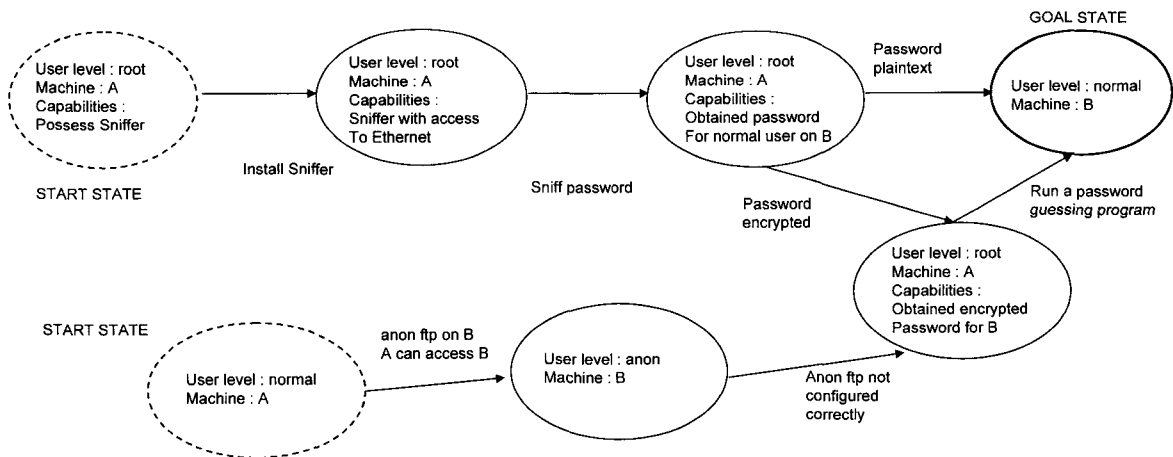 GOAL STATE
User level : root
Machine : A
Capabilities :
Possess Sniffer
START STATE
Install Sniffer
User level : root
Machine : A
Capabilities :
Sniffer with access
To Ethernet
Sniff password
User level : root
Machine : A
Capabilities :
Obtained password
For normal user on B
Password
plaintext
User level : normal
Machine : B
Password
encrypted
Run a password
guessing program
User level : root
Machine : A
Capabilities :
Obtained encrypted
Password for B
START STATE
User level : normal
Machine : A
anon ftp on B
A can access B
User level : anon
Machine : B
Anon ftp not
configured
correctly